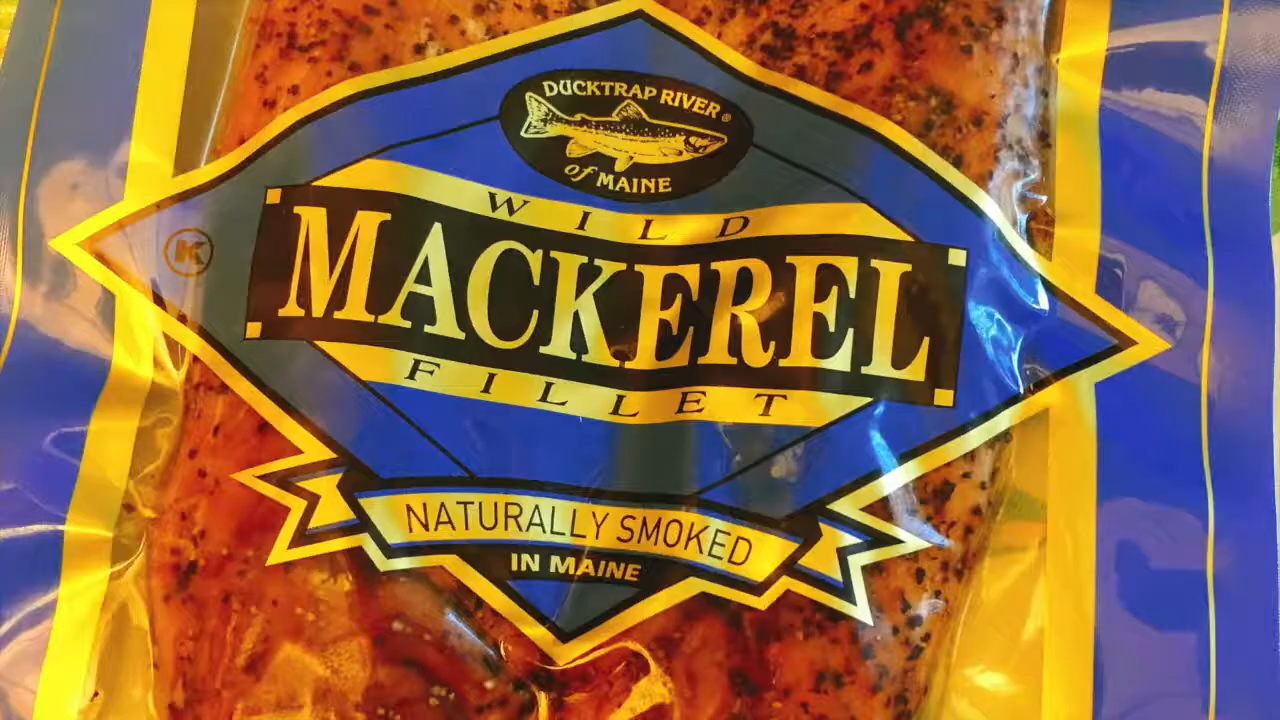 DUCKTRAP RIVER®
of MAINE
WILD
K
MACKEREL
FILLET
NATURALLY SMOKED
IN MAINE